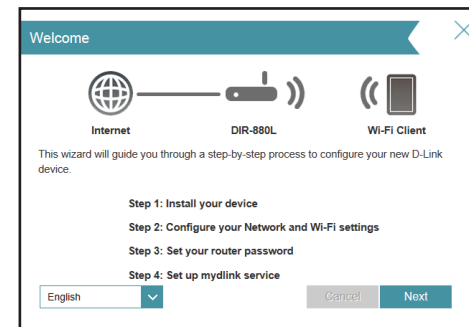 Welcome
Internet DIR-880L Wi-Fi Client
This wizard will guide you through a step-by-step process to configure your new D-Link
device.
Step 1: Install your device
Step 2: Configure your Network and Wi-Fi settings
Step 3: Set your router password
Step 4: Set up mydlink service
English Cancel Next